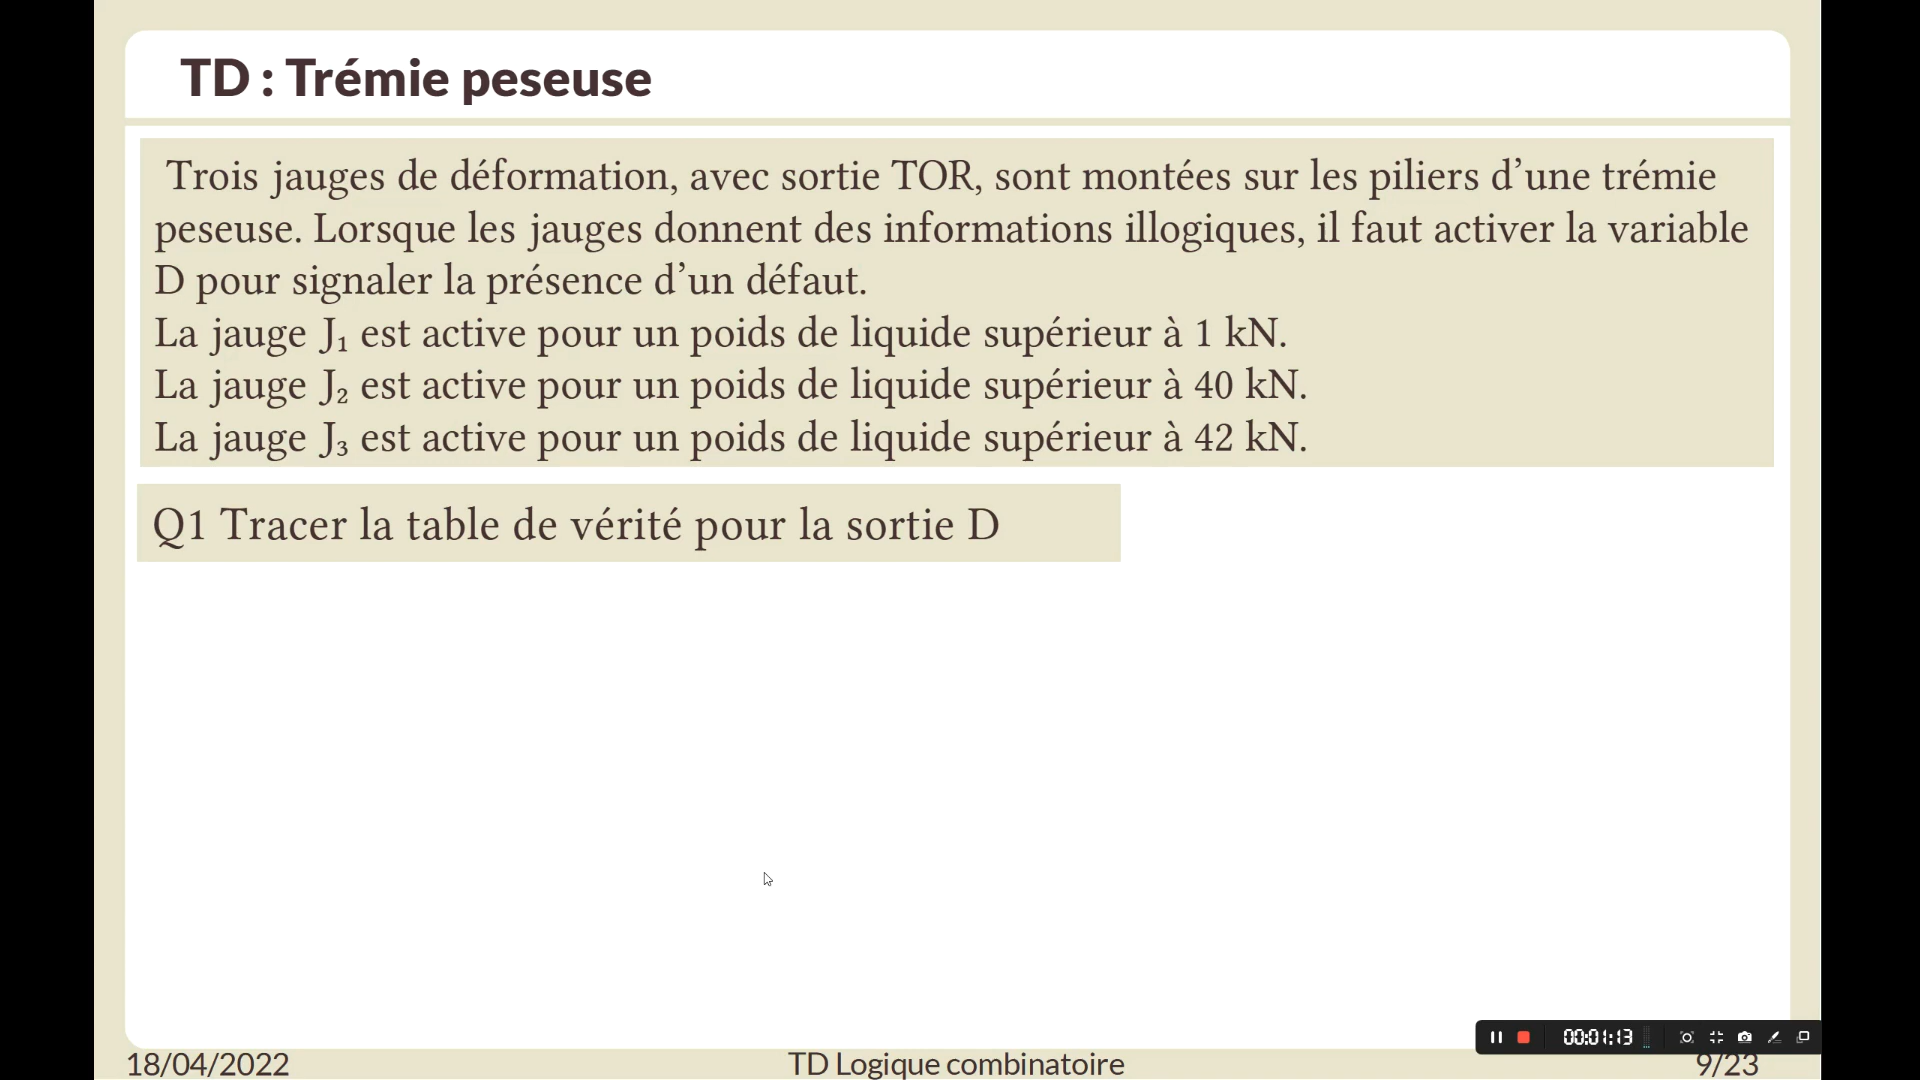 TD : Trémie peseuse
Trois jauges de déformation, avec sortie TOR, sont montées sur les piliers d’une trémie
peseuse. Lorsque les jauges donnent des informations illogiques, il faut activer la variable
D pour signaler la présence d’un défaut.
La jauge J₁ est active pour un poids de liquide supérieur à 1 kN.
La jauge J₂ est active pour un poids de liquide supérieur à 40 kN.
La jauge J₃ est active pour un poids de liquide supérieur à 42 kN.
Q1 Tracer la table de vérité pour la sortie D
00:01:13
18/04/2022
TD Logique combinatoire
9/23